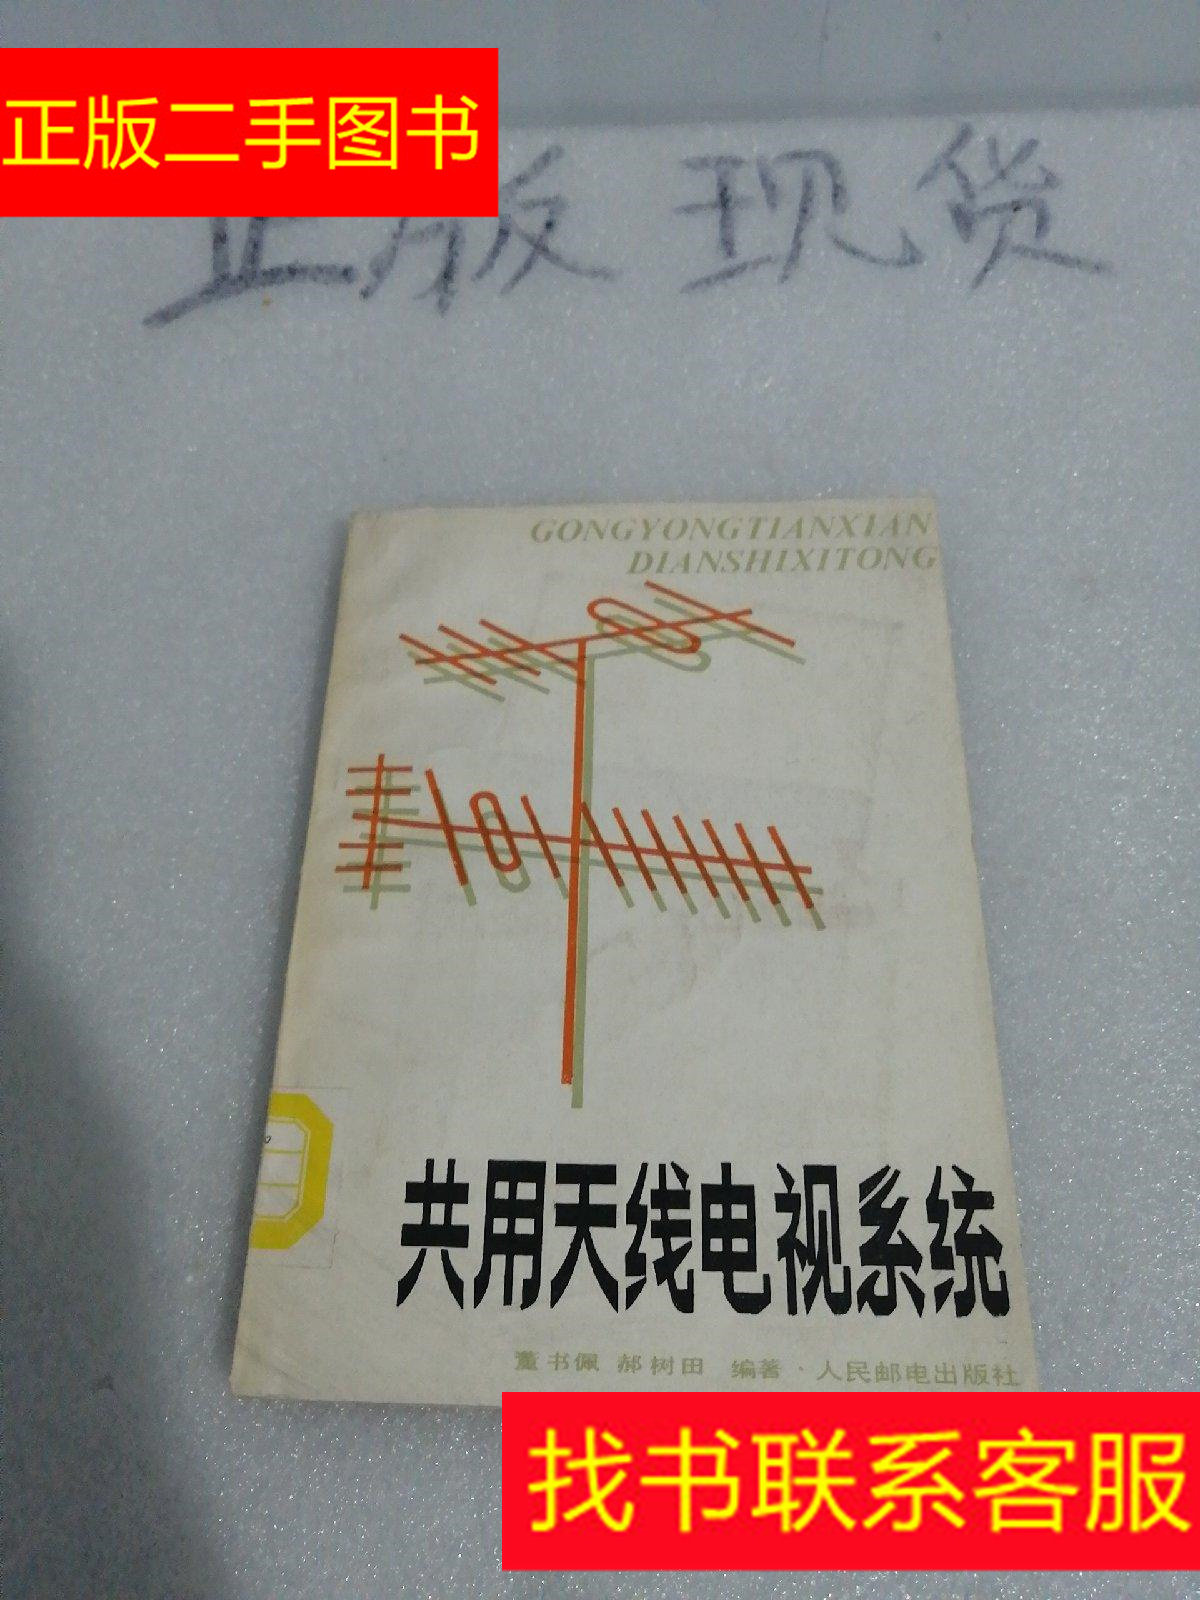 正版二手图书
正版 现货
GONGYONGTIANXIAN
DIANSHIXITONG
共用天线电视系统
董书佩 郝树田 编著·人民邮电出版社
找书联系客服